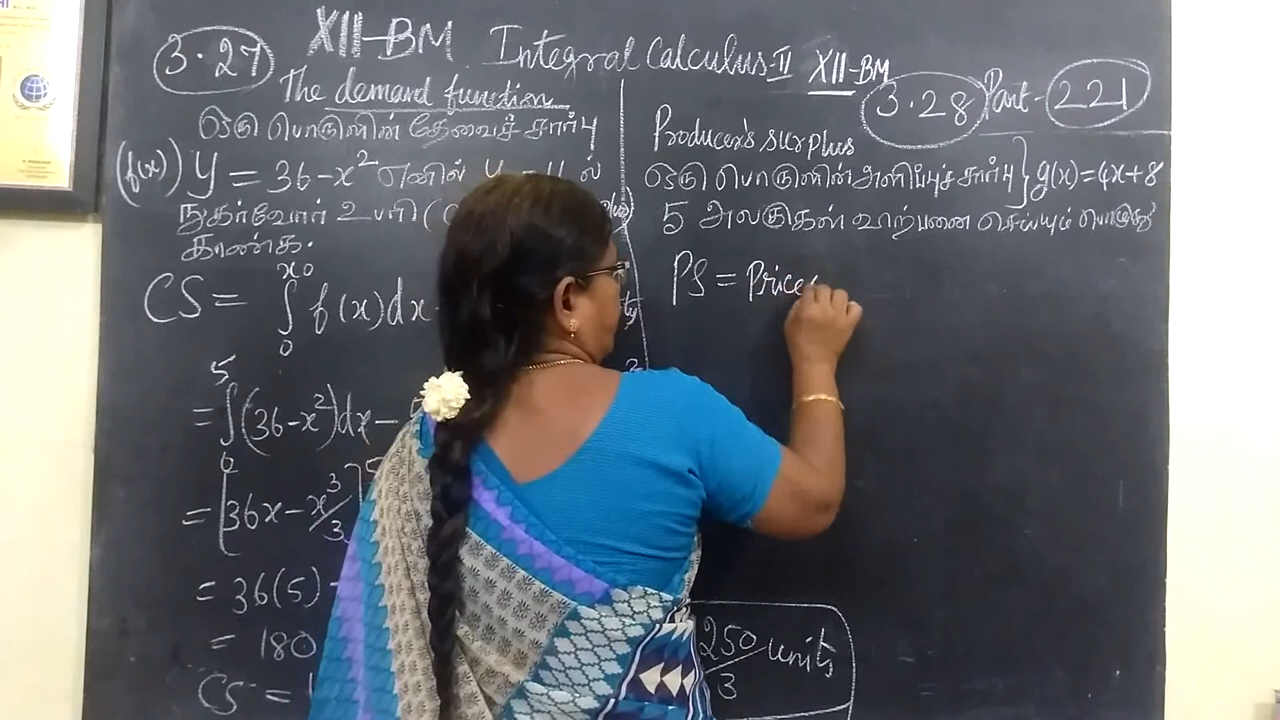 XII-BM Integral Calculus-II XII-BM
3.27 The demand function
ஒரு பொருளின் தேவைச் சார்பு
(f(x)) y = 36-x² எனில்
நுகர்வோர் உபரி
காண்க.
CS = ∫₀^x₀ f(x)dx
= ∫₀⁵ (36-x²)dx -
= [36x - x³/3]⁵
= 36(5)
= 180
CS =
3.28 Part-221
Producer's surplus
ஒரு பொருளின் அளிப்புச் சார்பு } g(x)=4x+8
5 அலகுகள் உற்பனை செய்யும் பொழுது
PS = Price
250/3 units